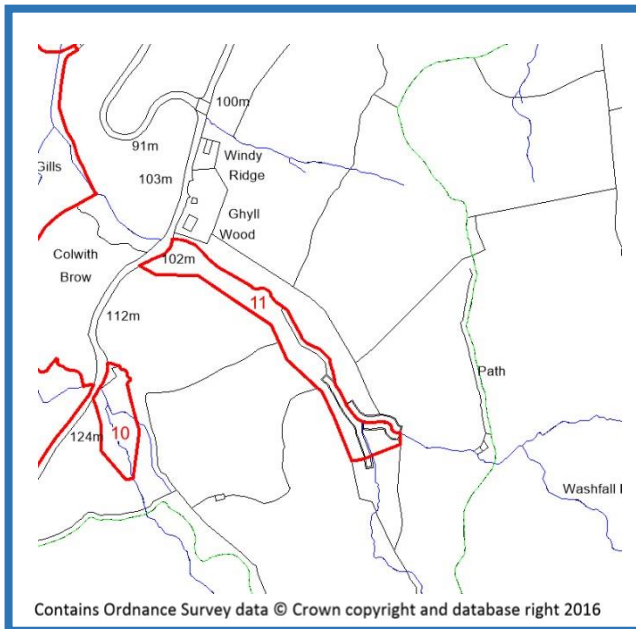 100m
91m
Windy
Ridge
103m
Gills
Ghyll
Wood
Colwith
Brow
102m
11
112m
Path
10
124m
Washfall
Contains Ordnance Survey data © Crown copyright and database right 2016